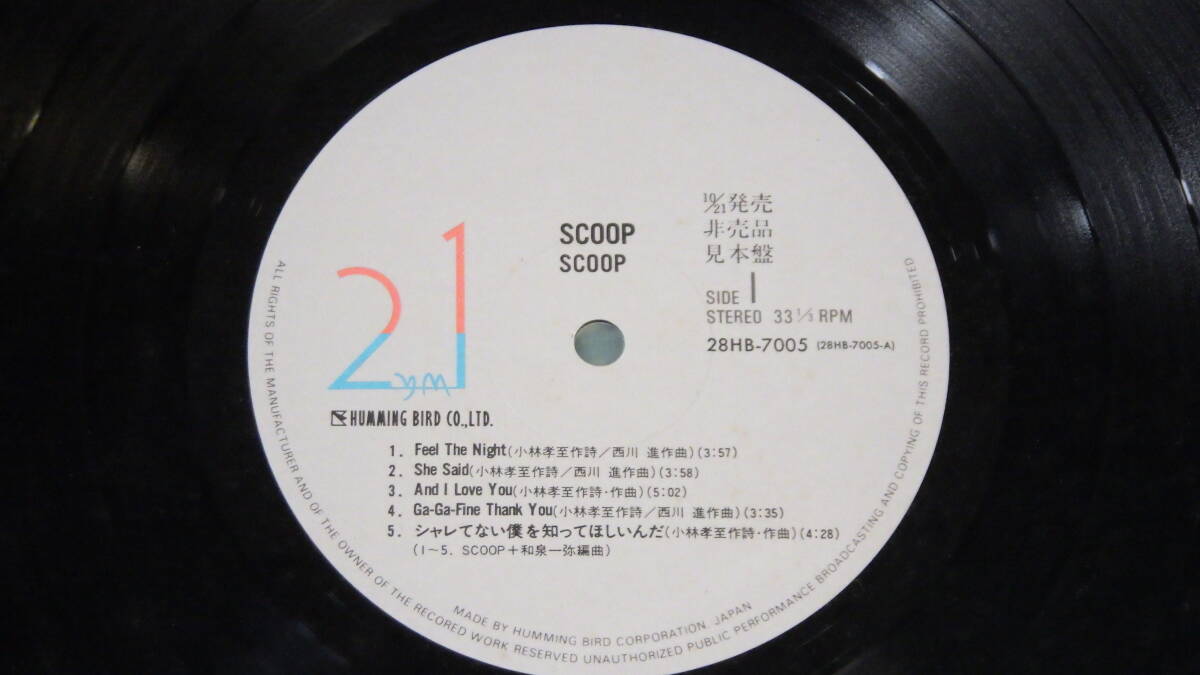 SCOOP
SCOOP
10/21発売
非売品
見本盤
SIDE 1
STEREO 33 1/3 RPM
28HB-7005 (28HB-7005-A)
21
HUMMING BIRD CO.,LTD.
1. Feel The Night(小林孝至作詩/西川 進作曲)(3:57)
2. She Said(小林孝至作詩/西川 進作曲)(3:58)
3. And I Love You(小林孝至作詩・作曲)(5:02)
4. Ga-Ga-Fine Thank You(小林孝至作詩/西川 進作曲)(3:35)
5. シャレてない僕を知ってほしいんだ(小林孝至作詩・作曲)(4:28)
(1~5. SCOOP+和泉一弥編曲)
ALL RIGHTS OF THE MANUFACTURER AND OF THE OWNER OF THE RECORED WORK RESERVED UNAUTHORIZED PUBLIC PERFORMANCE BROADCASTING AND COPYING OF THIS RECORD PROHIBITED
MADE BY HUMMING BIRD CORPORATION, JAPAN